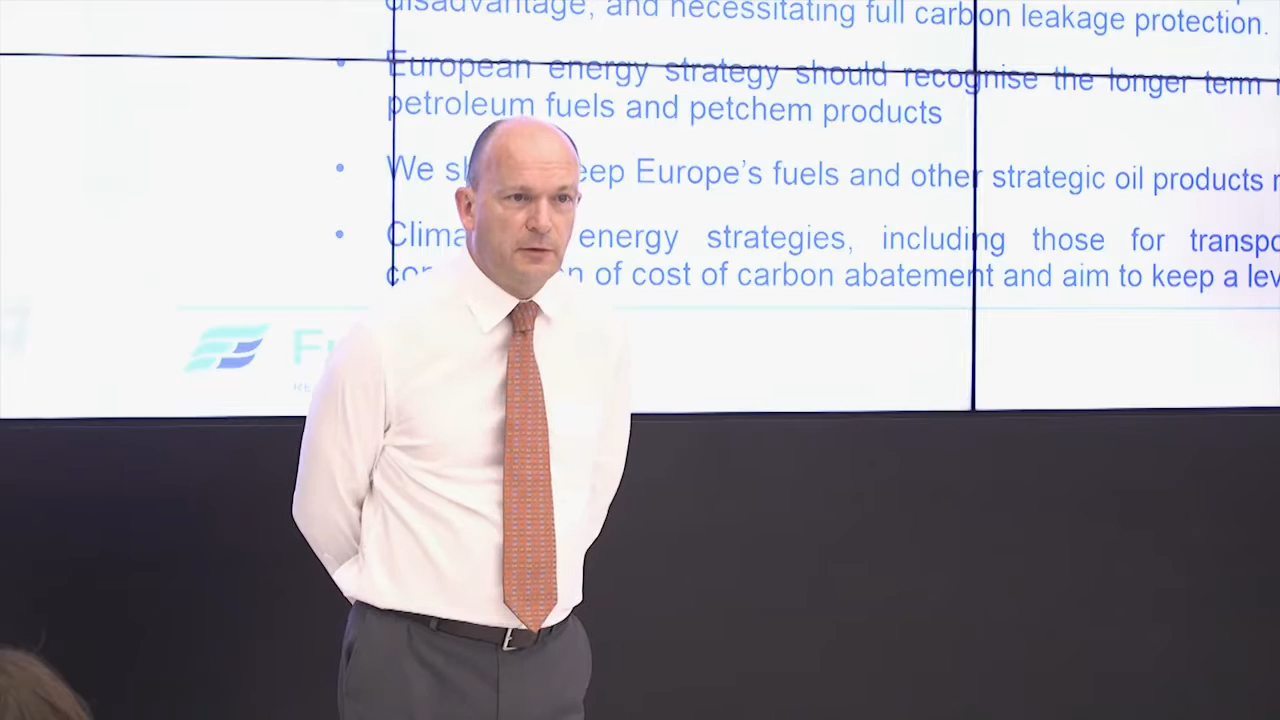 disadvantage, and necessitating full carbon leakage protection.
• European energy strategy should recognise the longer term
petroleum fuels and petchem products
• We eep Europe's fuels and other strategic oil products
• Clima energy strategies, including those for transpo
of cost of carbon abatement and aim to keep a lev
Fu
RE